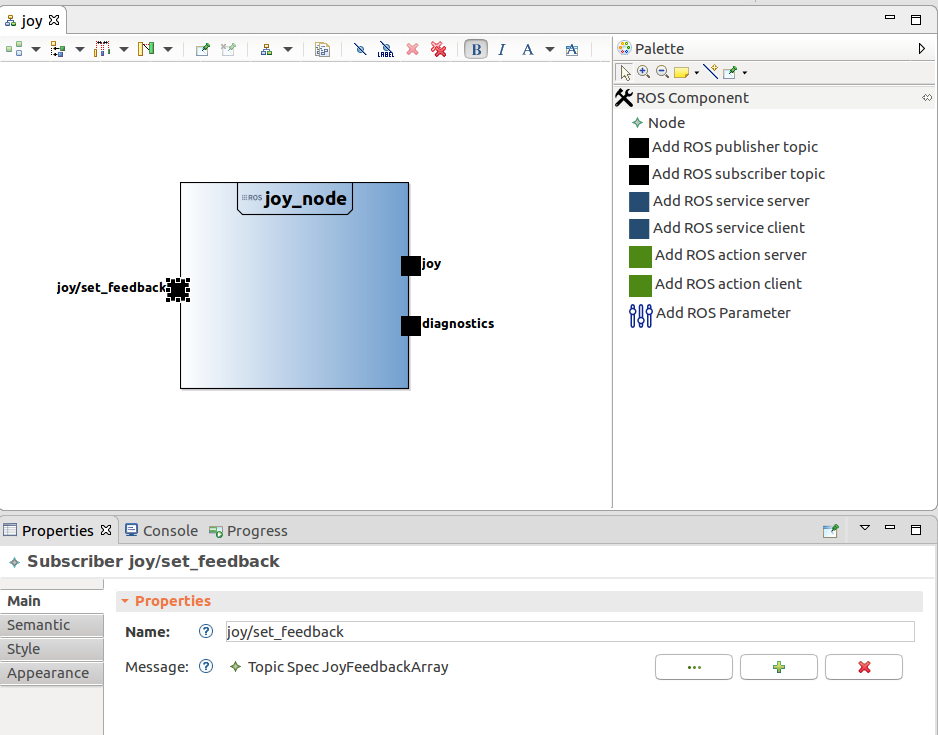 joy
LABEL
B I A A
Palette
ROS Component
Node
Add ROS publisher topic
Add ROS subscriber topic
Add ROS service server
Add ROS service client
Add ROS action server
Add ROS action client
Add ROS Parameter
ROS joy_node
joy
joy/set_feedback
diagnostics
Properties Console Progress
Subscriber joy/set_feedback
Main
Semantic
Style
Appearance
Properties
Name: ? joy/set_feedback
Message: ? Topic Spec JoyFeedbackArray